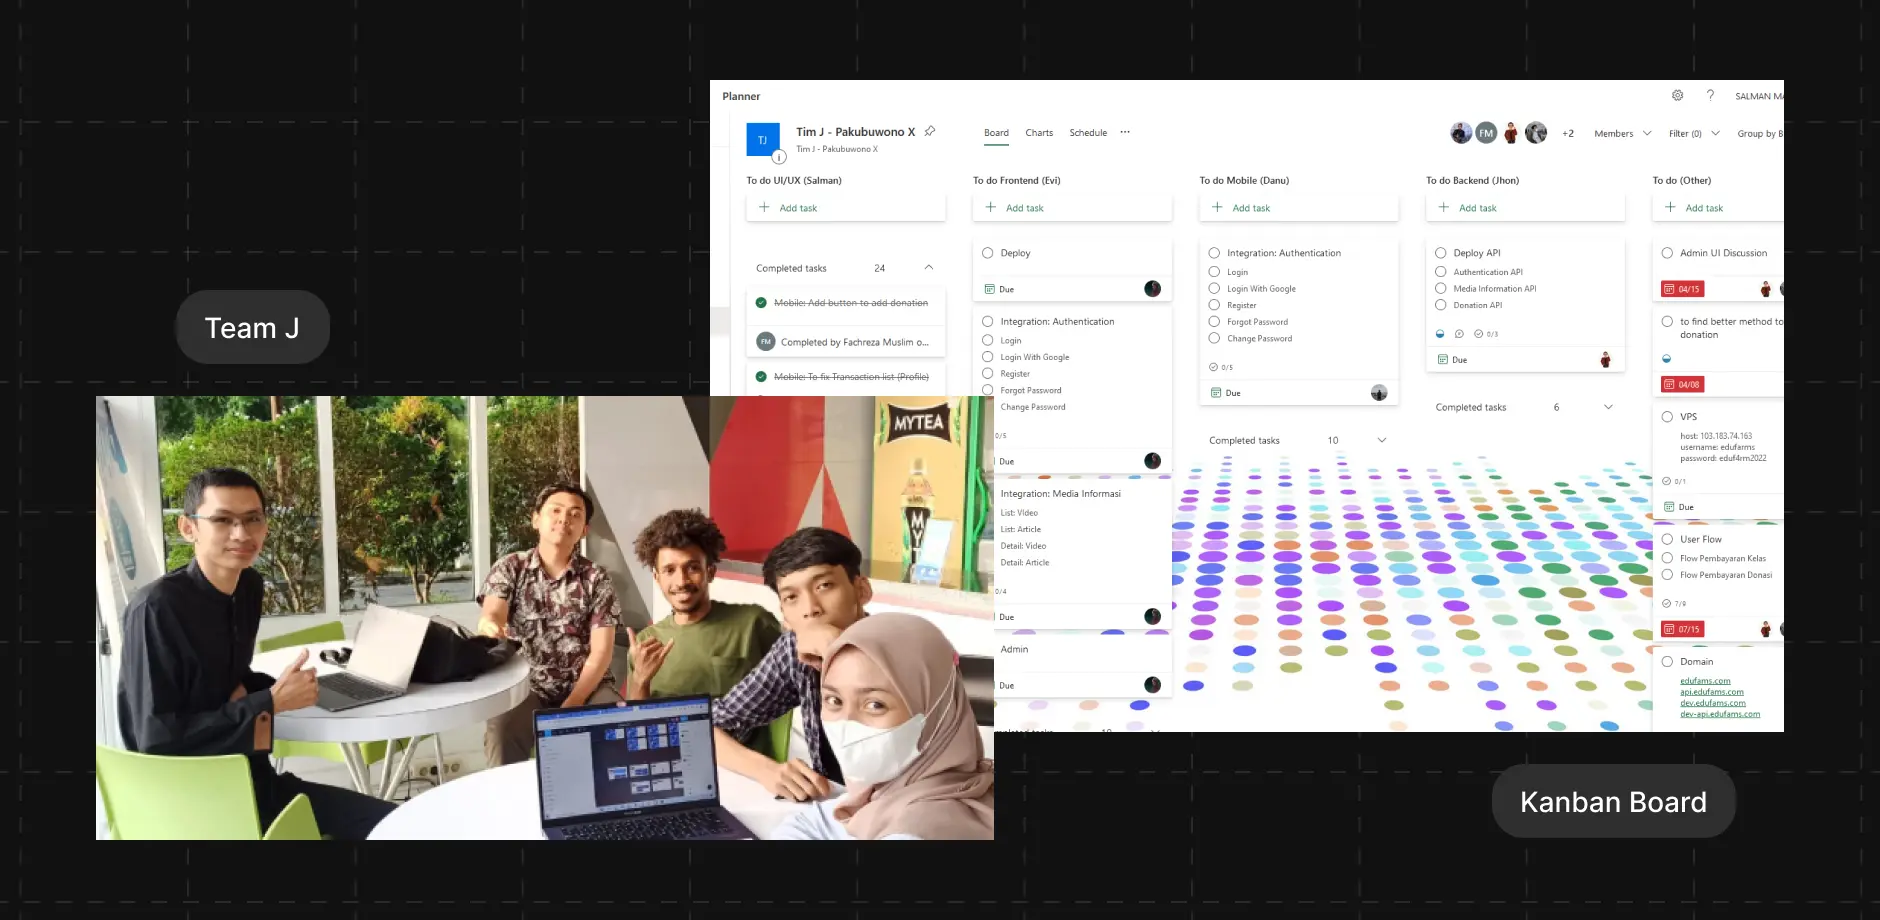 Planner
SALMAN MA
TJ
Tim J - Pakubuwono X
Tim J - Pakubuwono X
Board
Charts
Schedule
FM
+2
Members
Filter (0)
Group by B
To do UI/UX (Salman)
Add task
Completed tasks 24
Mobile: Add button to add donation
FM
Completed by Fachreza Muslim o...
Mobile: To fix Transaction list (Profile)
To do Frontend (Evi)
Add task
Deploy
Due
Integration: Authentication
Login
Login With Google
Register
Forgot Password
Change Password
0/5
Due
Integration: Media Informasi
List: VIdeo
List: Article
Detail: Video
Detail: Article
0/4
Due
Admin
Due
To do Mobile (Danu)
Add task
Integration: Authentication
Login
Login With Google
Register
Forgot Password
Change Password
0/5
Due
Completed tasks 10
To do Backend (Jhon)
Add task
Deploy API
Authentication API
Media Information API
Donation API
0/3
Due
Completed tasks 6
To do (Other)
Add task
Admin UI Discussion
04/15
to find better method to
donation
04/08
VPS
host: 103.183.74.163
username: edufams
password: eduf4rm2022
0/1
Due
User Flow
Flow Pembayaran Kelas
Flow Pembayaran Donasi
7/9
07/15
Domain
edufams.com
api.edufams.com
dev.edufams.com
dev-api.edufams.com
Team J
MYTEA
Kanban Board